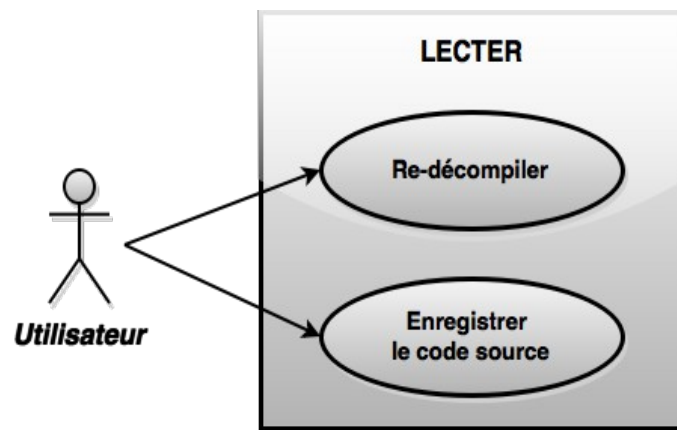 LECTER
Re-décompiler
Utilisateur
Enregistrer
le code source